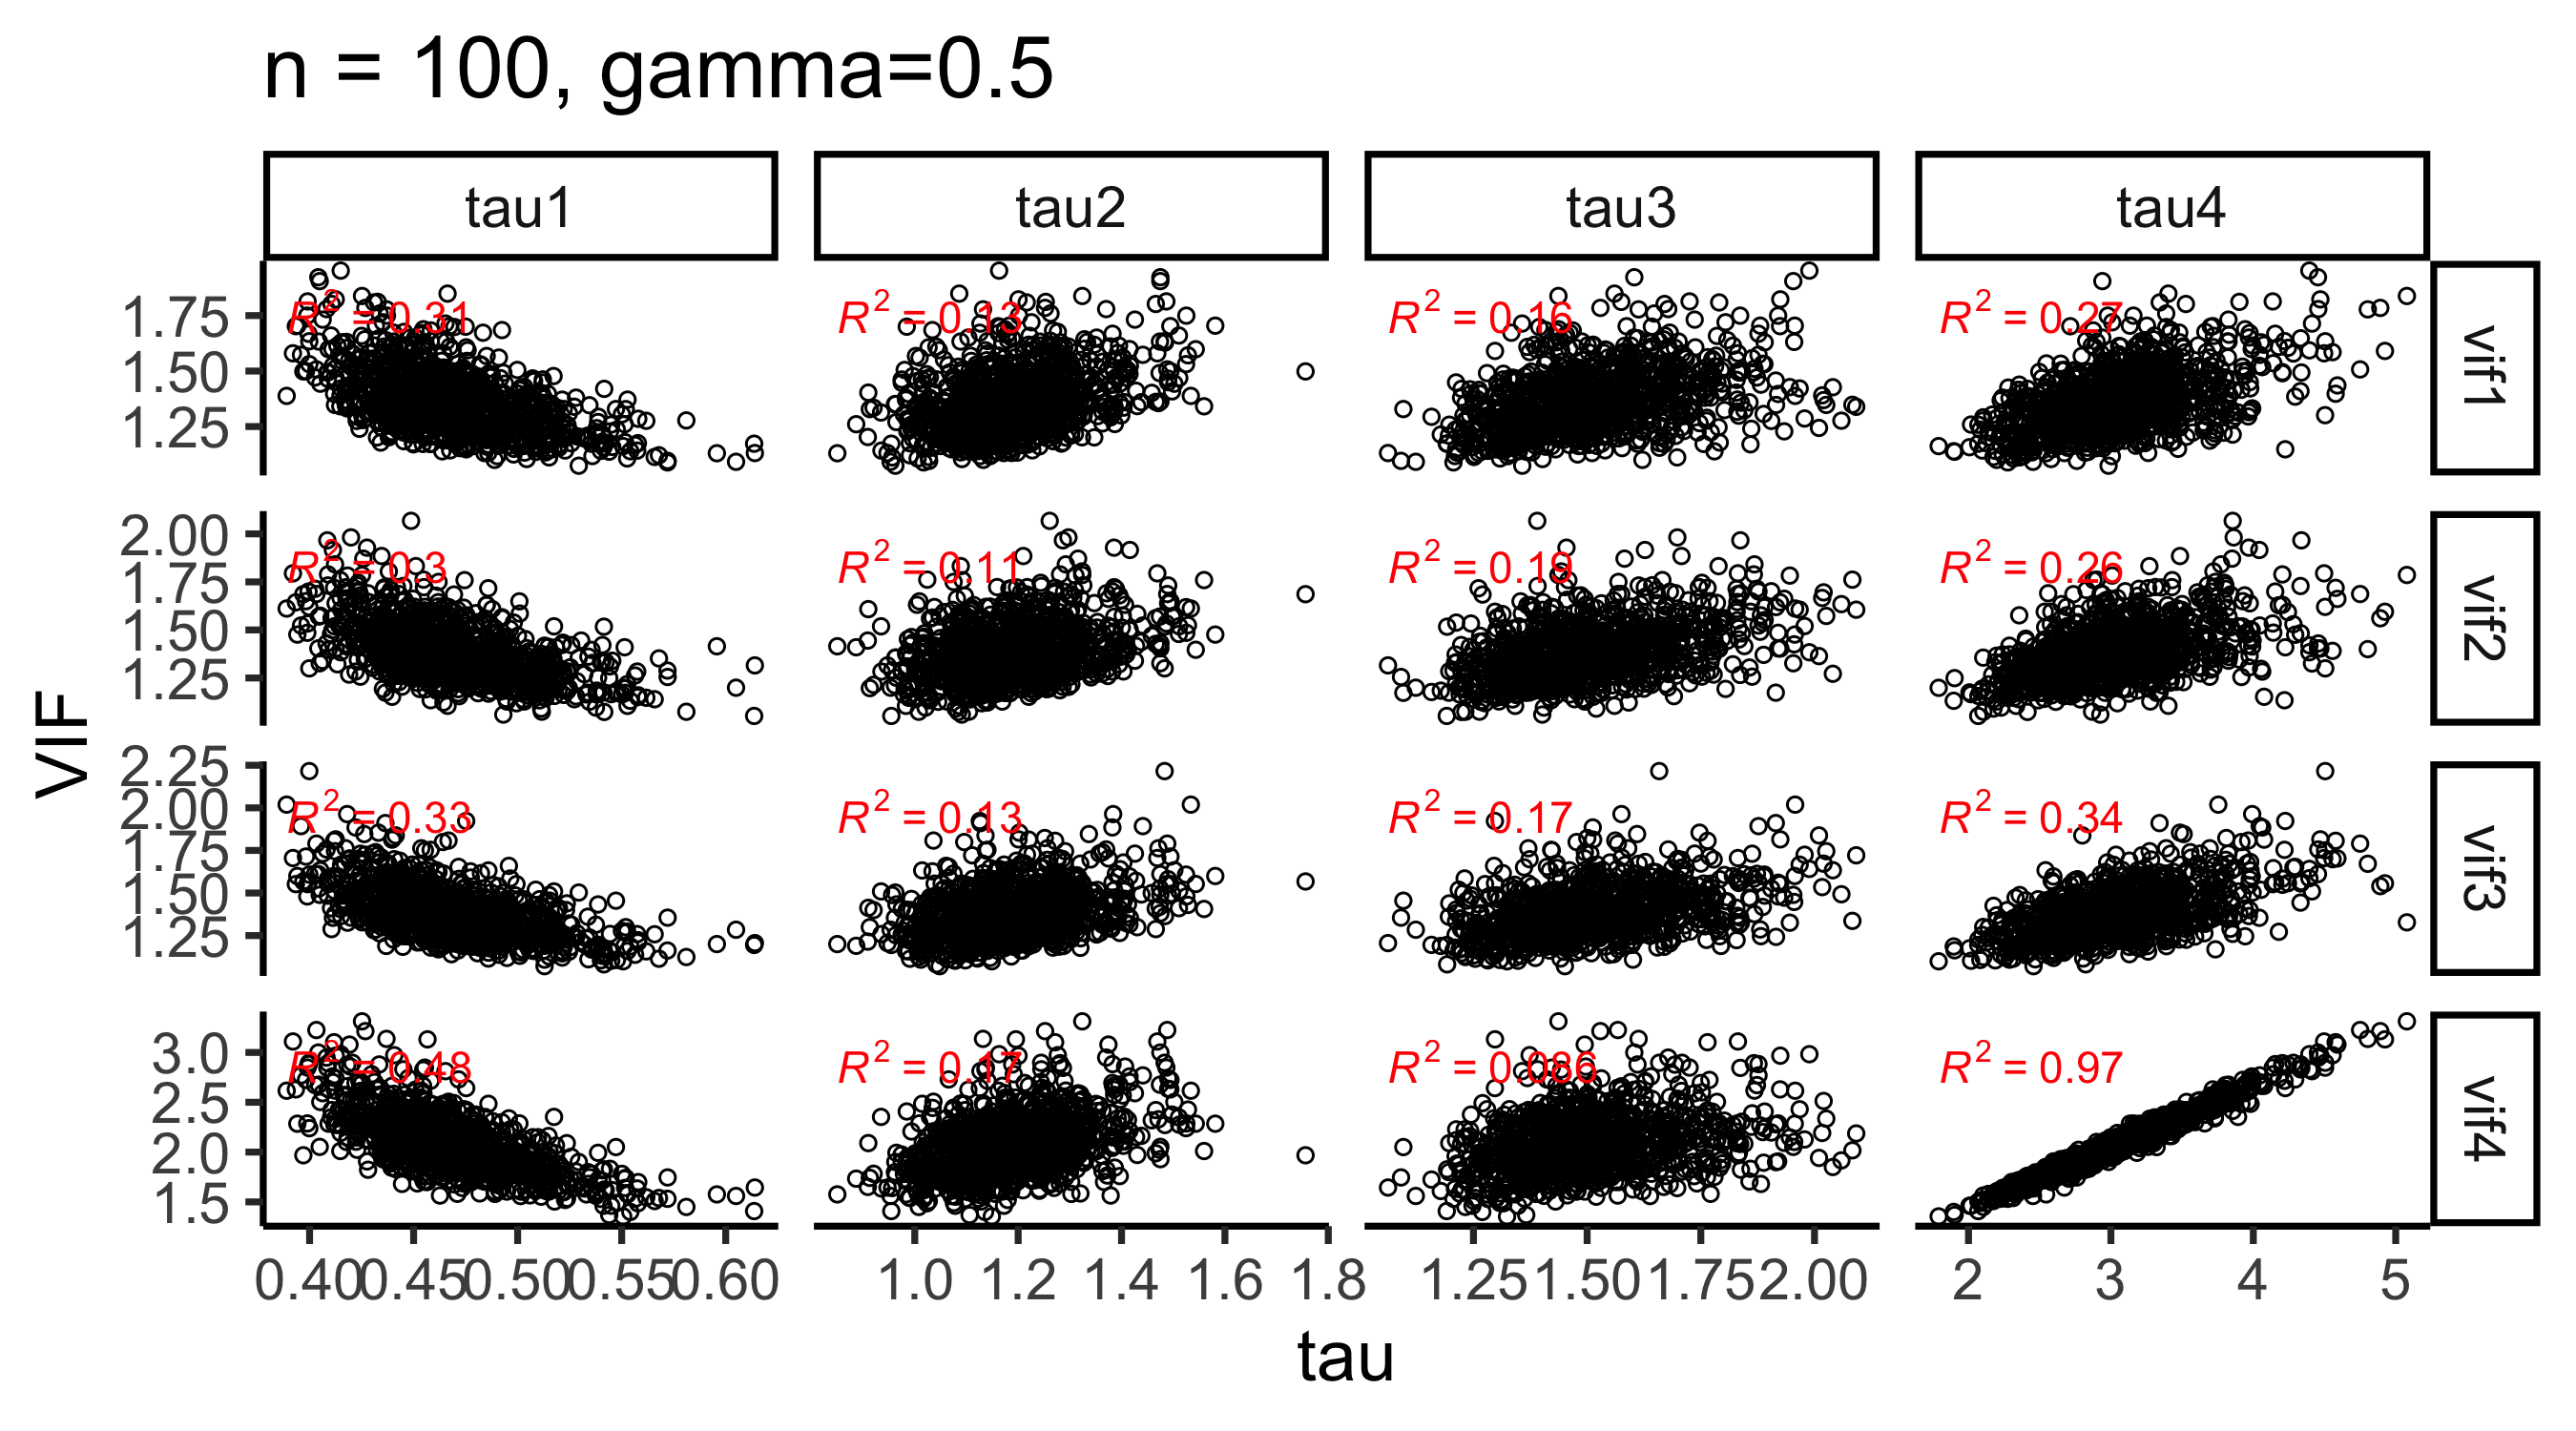 n = 100, gamma=0.5
tau1 tau2 tau3 tau4
1.75
1.50
1.25
R² = 0.31 R² = 0.13 R² = 0.16 R² = 0.27
vif1
2.00
1.75
1.50
1.25
R² = 0.3 R² = 0.11 R² = 0.19 R² = 0.26
vif2
2.25
2.00
1.75
1.50
1.25
R² = 0.33 R² = 0.13 R² = 0.17 R² = 0.34
vif3
3.0
2.5
2.0
1.5
R² = 0.48 R² = 0.17 R² = 0.086 R² = 0.97
vif4
VIF
0.40 0.45 0.50 0.55 0.60 1.0 1.2 1.4 1.6 1.8 1.25 1.50 1.75 2.00 2 3 4 5
tau